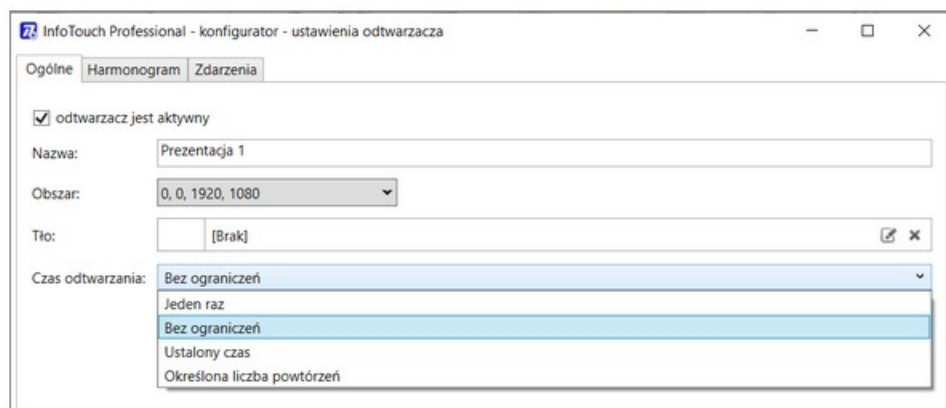 InfoTouch Professional - konfigurator - ustawienia odtwarzacza
Ogólne Harmonogram Zdarzenia
odtwarzacz jest aktywny
Nazwa: Prezentacja 1
Obszar: 0, 0, 1920, 1080
Tło: [Brak]
Czas odtwarzania: Bez ograniczeń
Jeden raz
Bez ograniczeń
Ustalony czas
Określona liczba powtórzeń